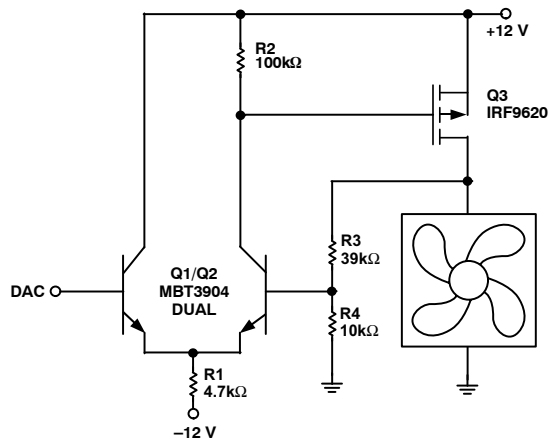 +12 V
R2
100kΩ
Q3
IRF9620
R3
39kΩ
Q1/Q2
MBT3904
DUAL
DAC
R4
10kΩ
R1
4.7kΩ
–12 V